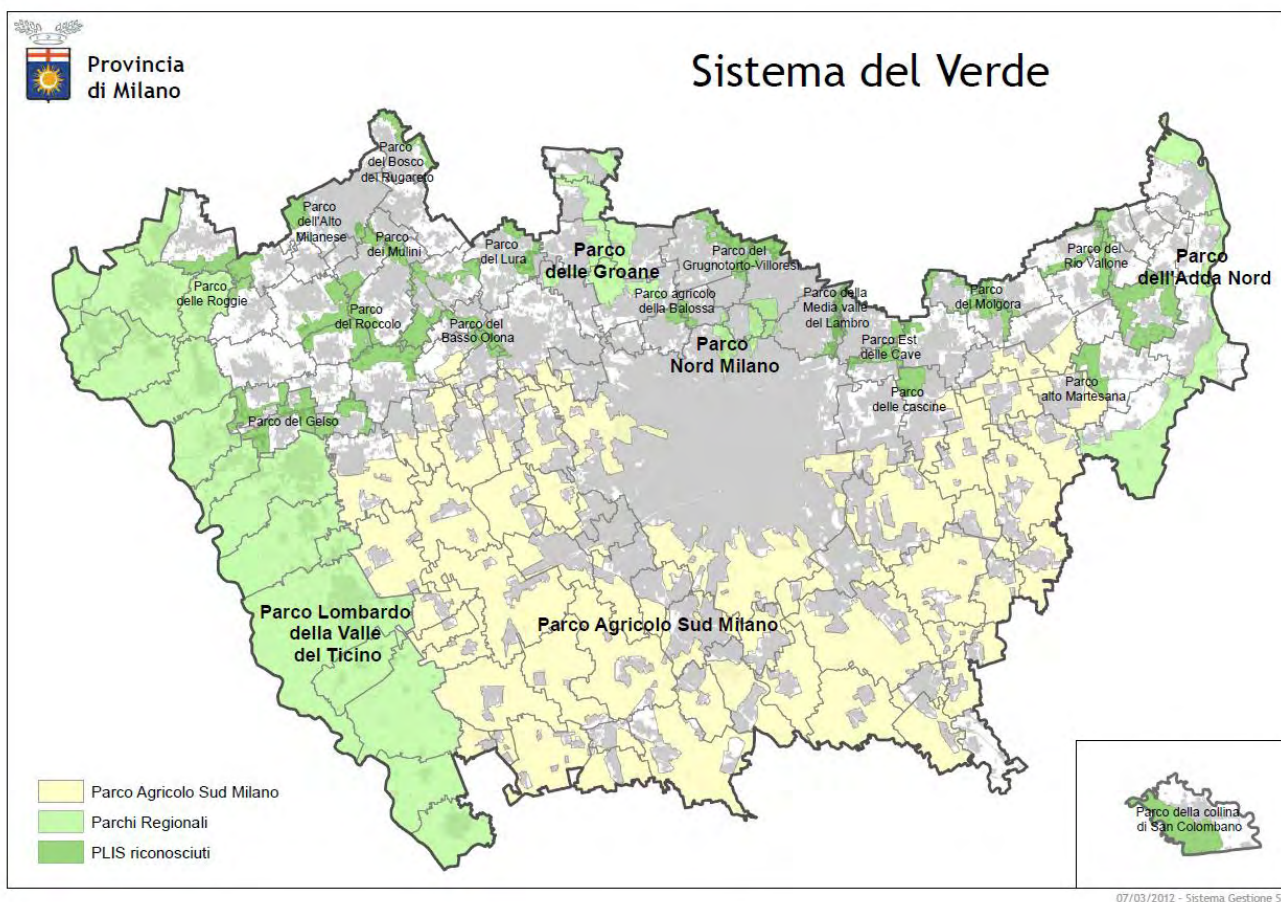 Provincia
di Milano
Sistema del Verde
Parco
del Bosco
del Rugareto
Parco
dell'Alto
Milanese
Parco
dei Mulini
Parco
del Lura
Parco
delle Groane
Parco del
Grugnotorto-Villoresi
Parco del
Rio Vallone
Parco
dell'Adda Nord
Parco
delle Roggie
Parco
del Roccolo
Parco del
Basso Olona
Parco agricolo
della Balossa
Parco della
Media valle
del Lambro
Parco
del Molgora
Parco
Nord Milano
Parco Est
delle Cave
Parco
delle cascine
Parco
alto Martesana
Parco del Gelso
Parco Lombardo
della Valle
del Ticino
Parco Agricolo Sud Milano
Parco Agricolo Sud Milano
Parchi Regionali
PLIS riconosciuti
Parco della collina
di San Colombano
07/03/2012 - Sistema Gestione S